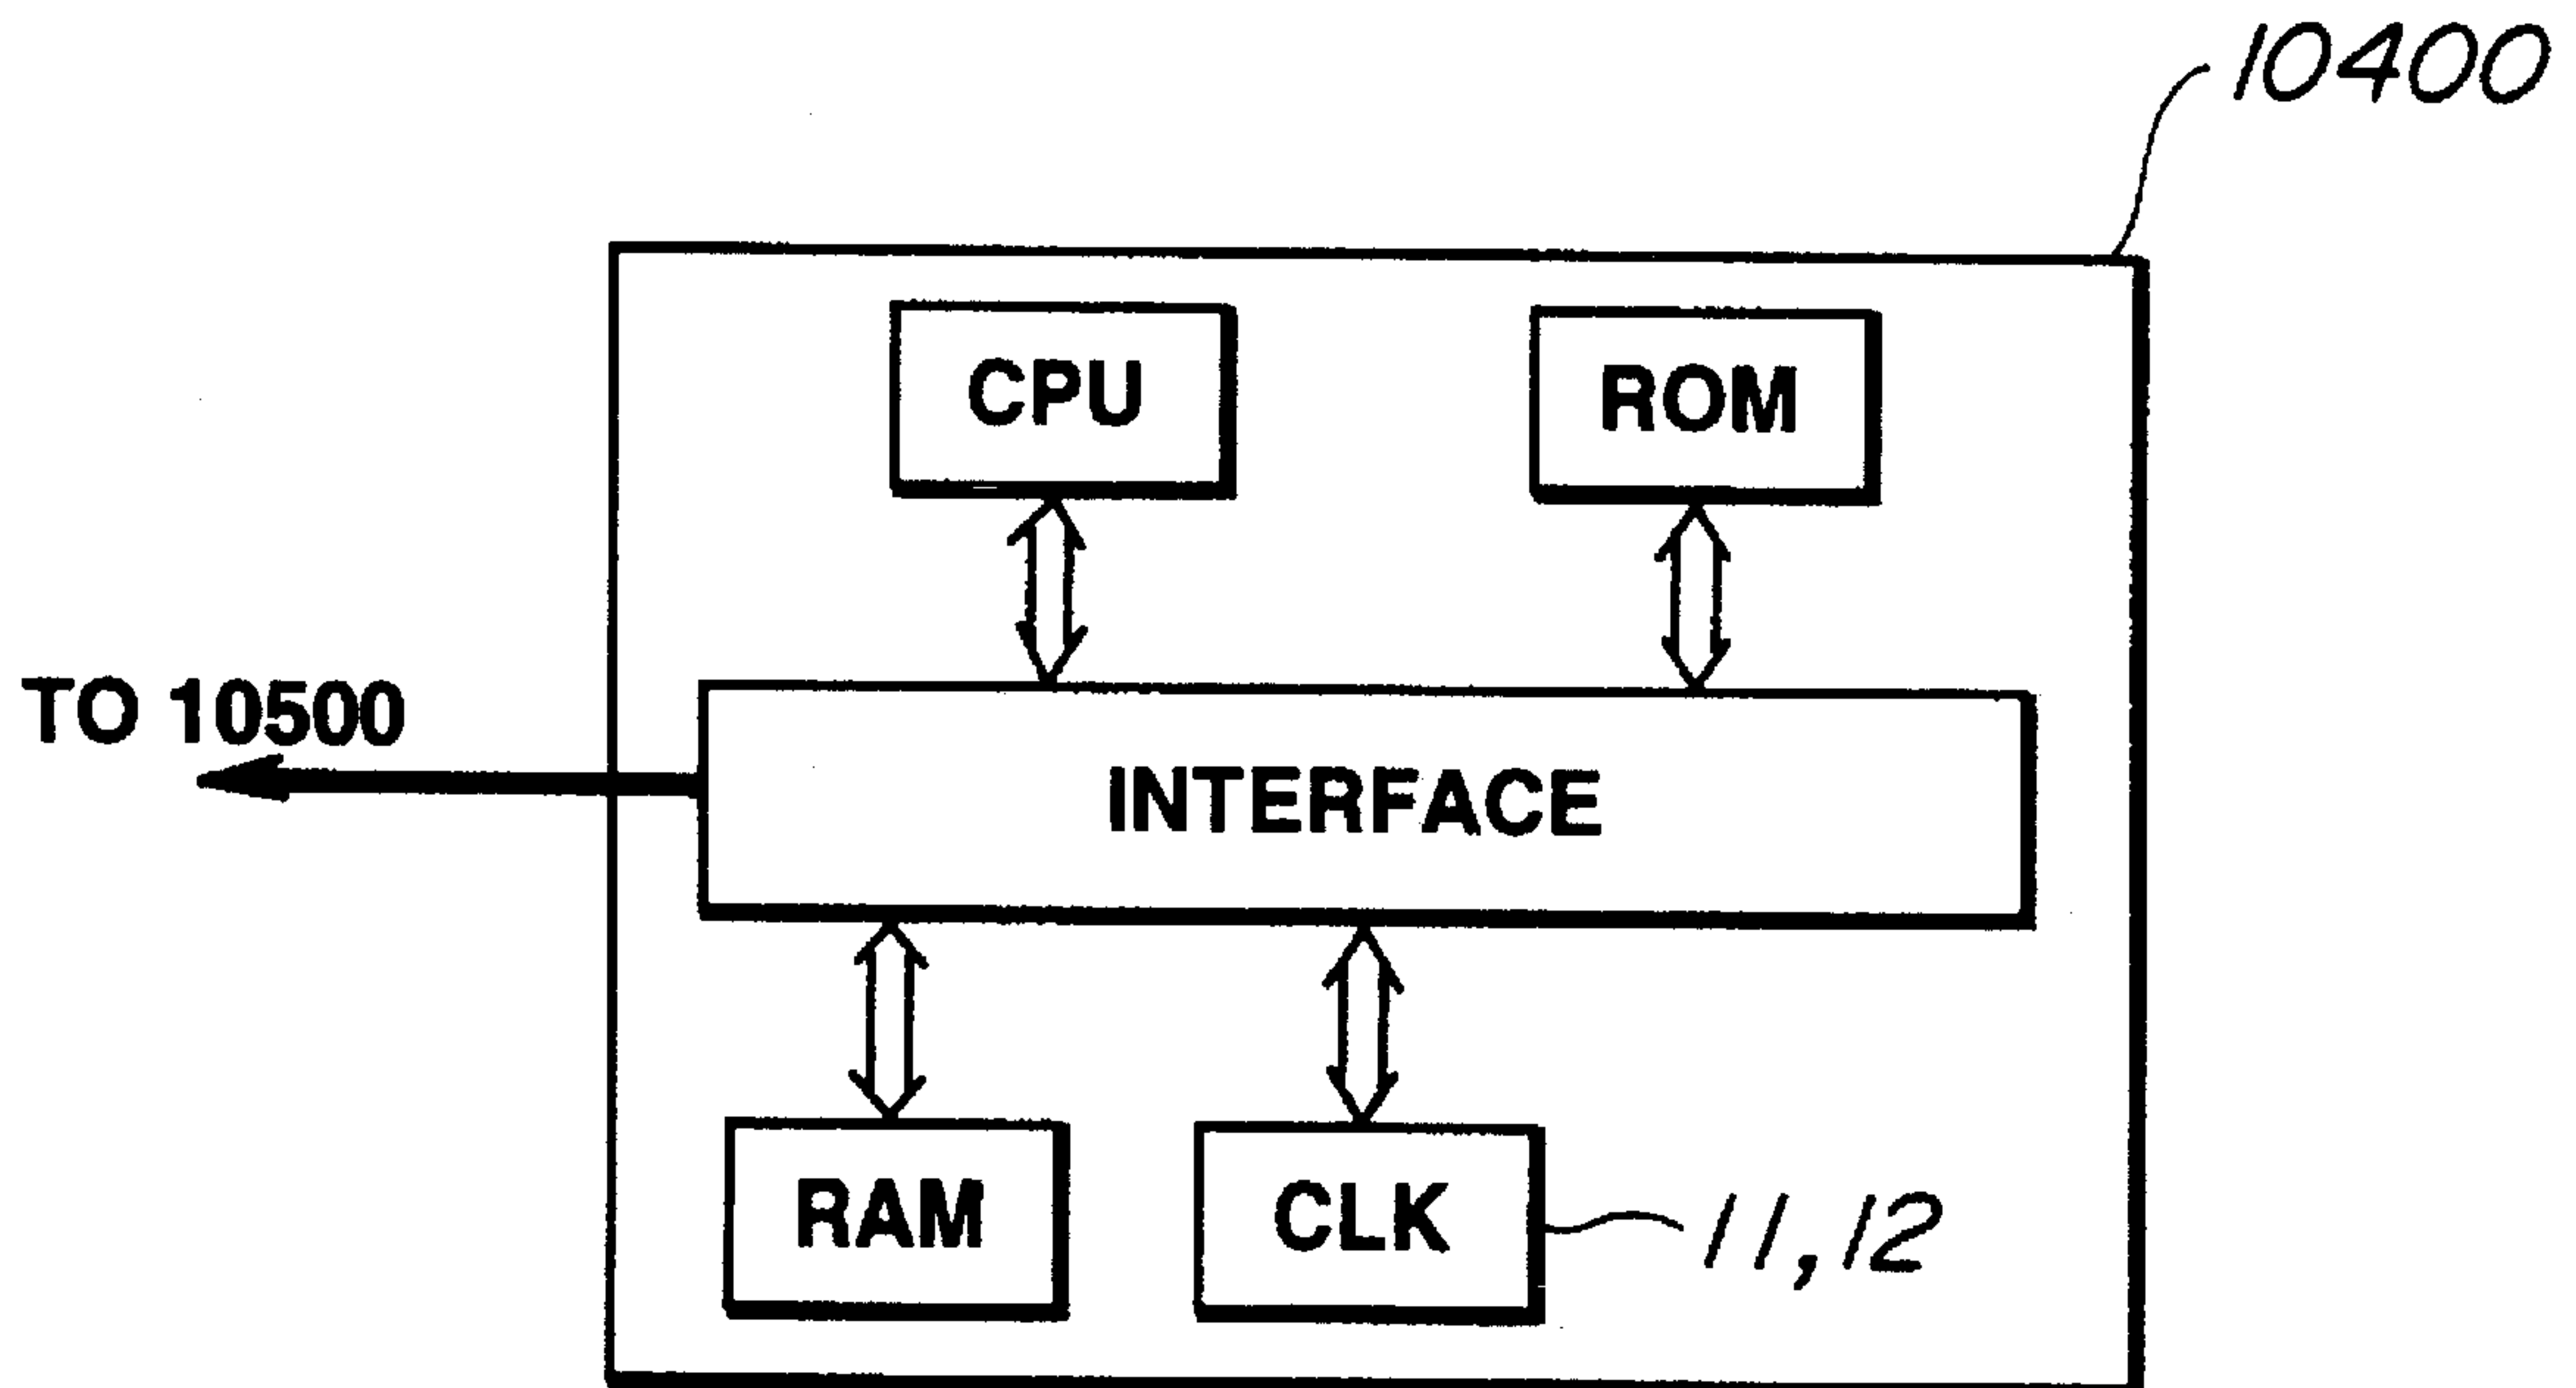 10400
CPU
ROM
TO 10500
INTERFACE
RAM
CLK
11, 12